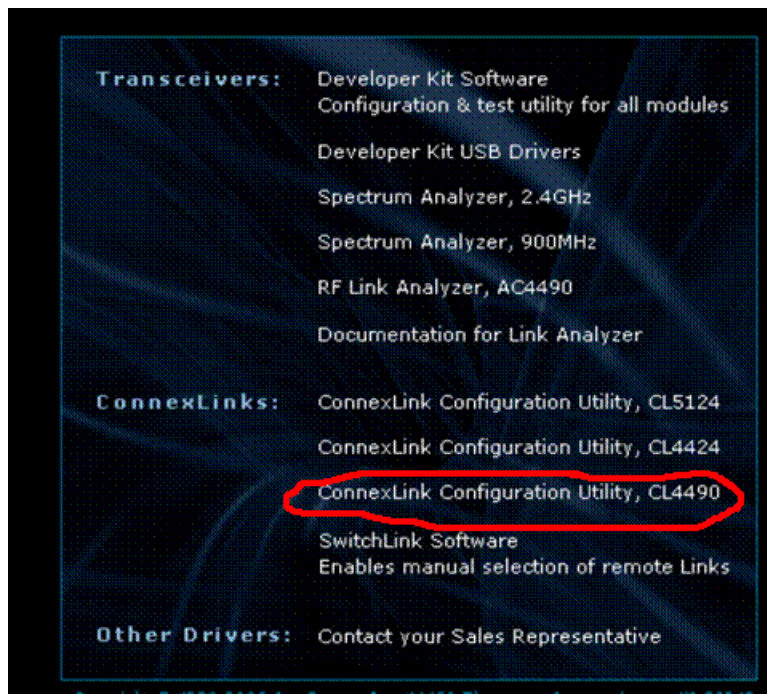 Transceivers: Developer Kit Software
Configuration & test utility for all modules
Developer Kit USB Drivers
Spectrum Analyzer, 2.4GHz
Spectrum Analyzer, 900MHz
RF Link Analyzer, AC4490
Documentation for Link Analyzer
ConnexLinks: ConnexLink Configuration Utility, CL5124
ConnexLink Configuration Utility, CL4424
ConnexLink Configuration Utility, CL4490
SwitchLink Software
Enables manual selection of remote Links
Other Drivers: Contact your Sales Representative